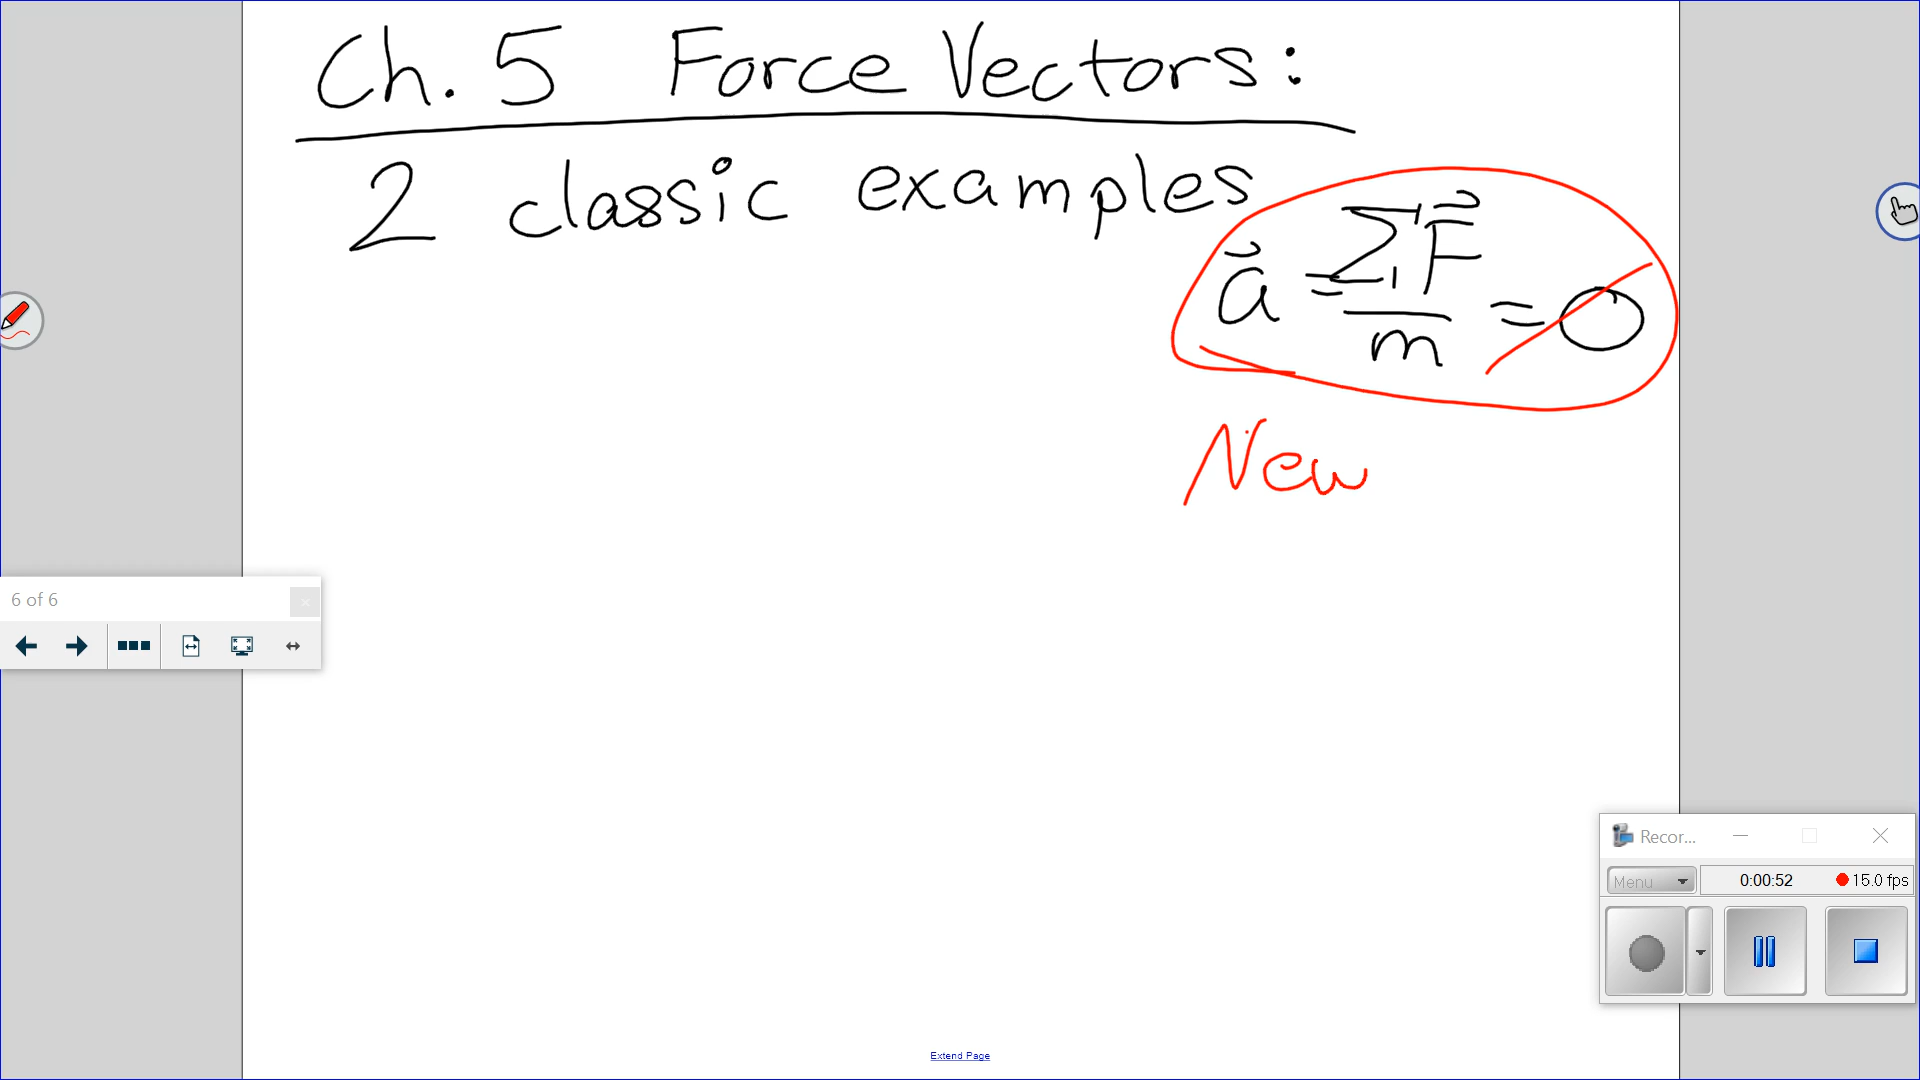 Ch. 5 Force Vectors:
2 classic examples
a⃗ = ΣF⃗ / m = 0
New
6 of 6
Recor...
Menu
0:00:52
15.0 fps
Extend Page